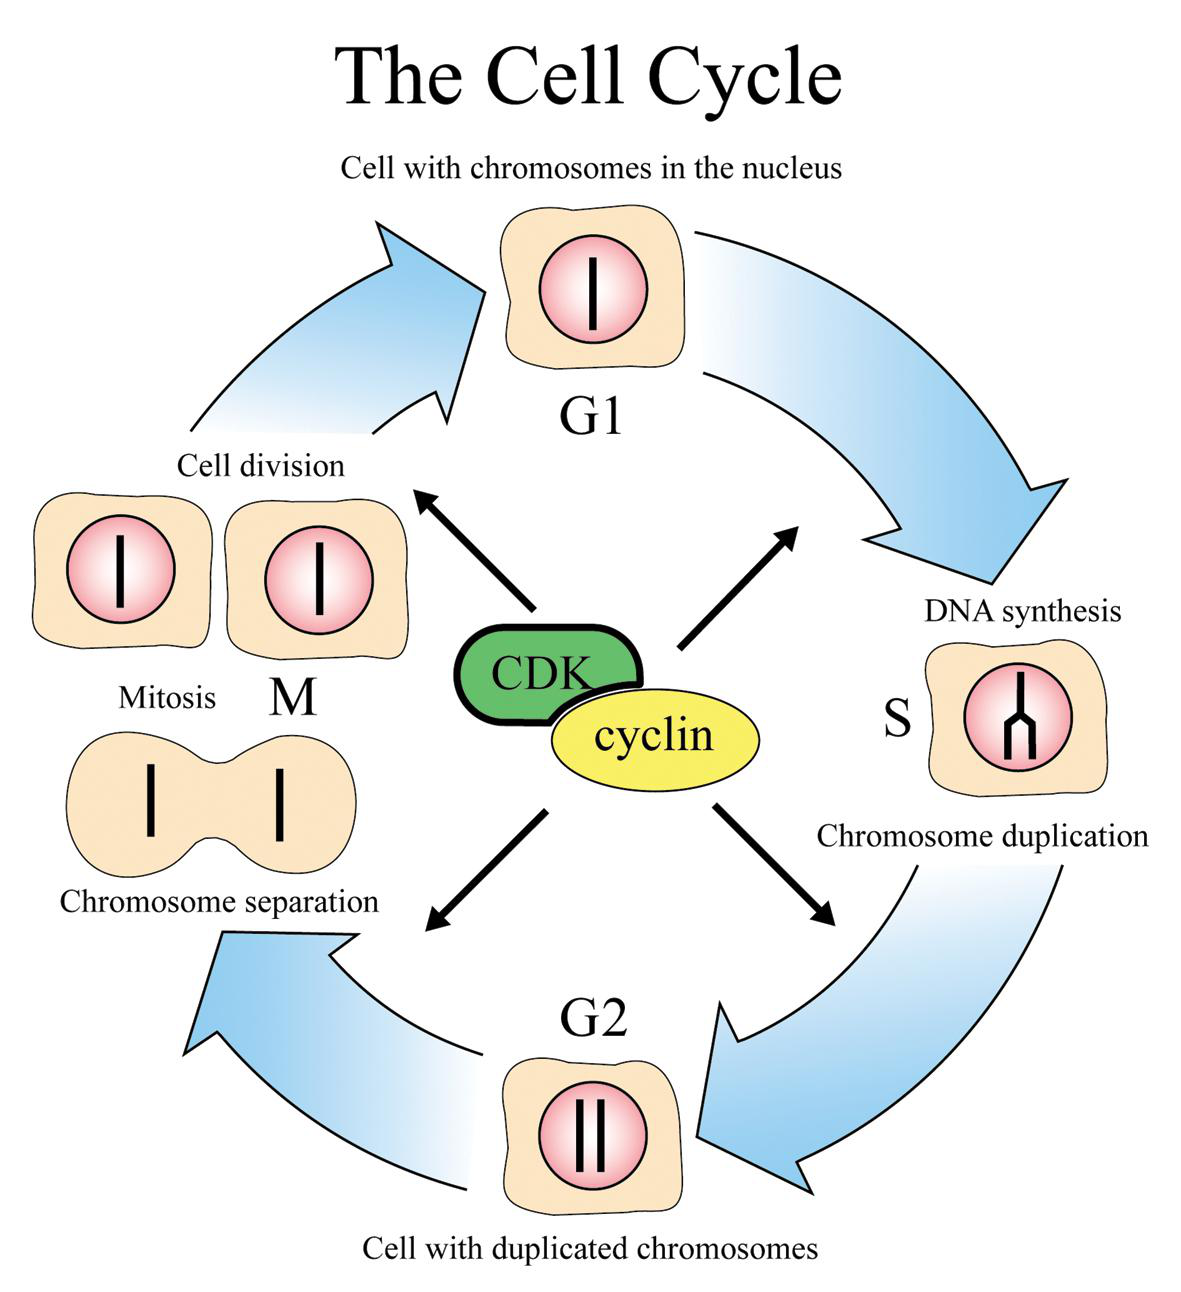 The Cell Cycle
Cell with chromosomes in the nucleus
G1
Cell division
DNA synthesis
CDK
Mitosis
M
S
cyclin
Chromosome duplication
Chromosome separation
G2
Cell with duplicated chromosomes